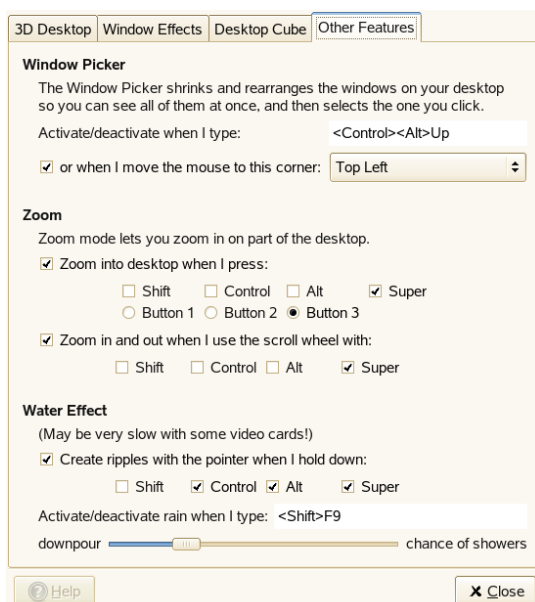 3D Desktop Window Effects Desktop Cube Other Features
Window Picker
The Window Picker shrinks and rearranges the windows on your desktop
so you can see all of them at once, and then selects the one you click.
Activate/deactivate when I type: <Control><Alt>Up
or when I move the mouse to this corner: Top Left
Zoom
Zoom mode lets you zoom in on part of the desktop.
Zoom into desktop when I press:
Shift Control Alt Super
Button 1 Button 2 Button 3
Zoom in and out when I use the scroll wheel with:
Shift Control Alt Super
Water Effect
(May be very slow with some video cards!)
Create ripples with the pointer when I hold down:
Shift Control Alt Super
Activate/deactivate rain when I type: <Shift>F9
downpour chance of showers
Help Close